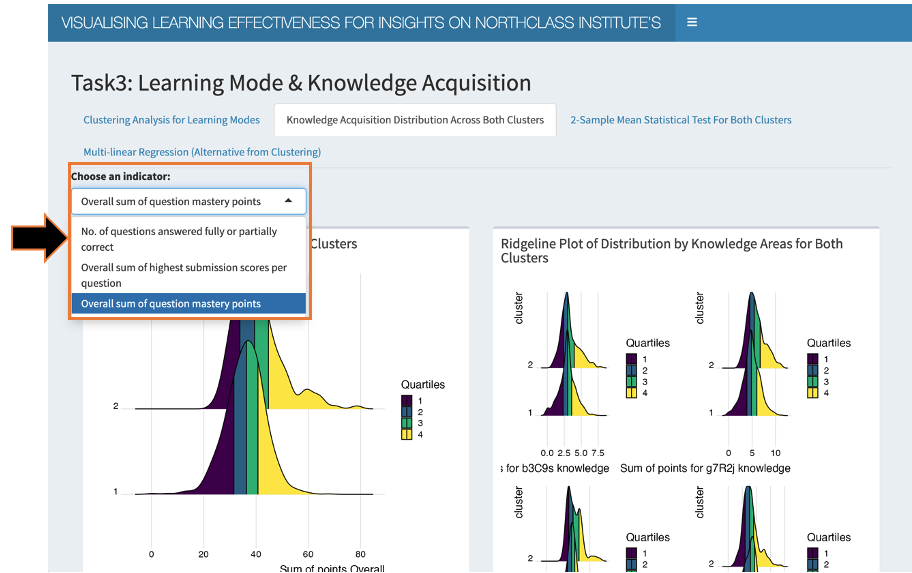 VISUALISING LEARNING EFFECTIVENESS FOR INSIGHTS ON NORTHCLASS INSTITUTE'S
Task3: Learning Mode & Knowledge Acquisition
Clustering Analysis for Learning Modes
Knowledge Acquisition Distribution Across Both Clusters
2-Sample Mean Statistical Test For Both Clusters
Multi-linear Regression (Alternative from Clustering)
Choose an indicator:
Overall sum of question mastery points
No. of questions answered fully or partially
correct
Overall sum of highest submission scores per
question
Overall sum of question mastery points
Clusters
2
1
0 20 40 60 80
Sum of points Overall
Quartiles
1
2
3
4
Ridgeline Plot of Distribution by Knowledge Areas for Both
Clusters
cluster
2
1
0.0 2.5 5.0 7.5
s for b3C9s knowledge
Quartiles
1
2
3
4
cluster
2
1
0 5 10
Sum of points for g7R2j knowledge
Quartiles
1
2
3
4
cluster
2
Quartiles
1
2
cluster
2
Quartiles
1
2